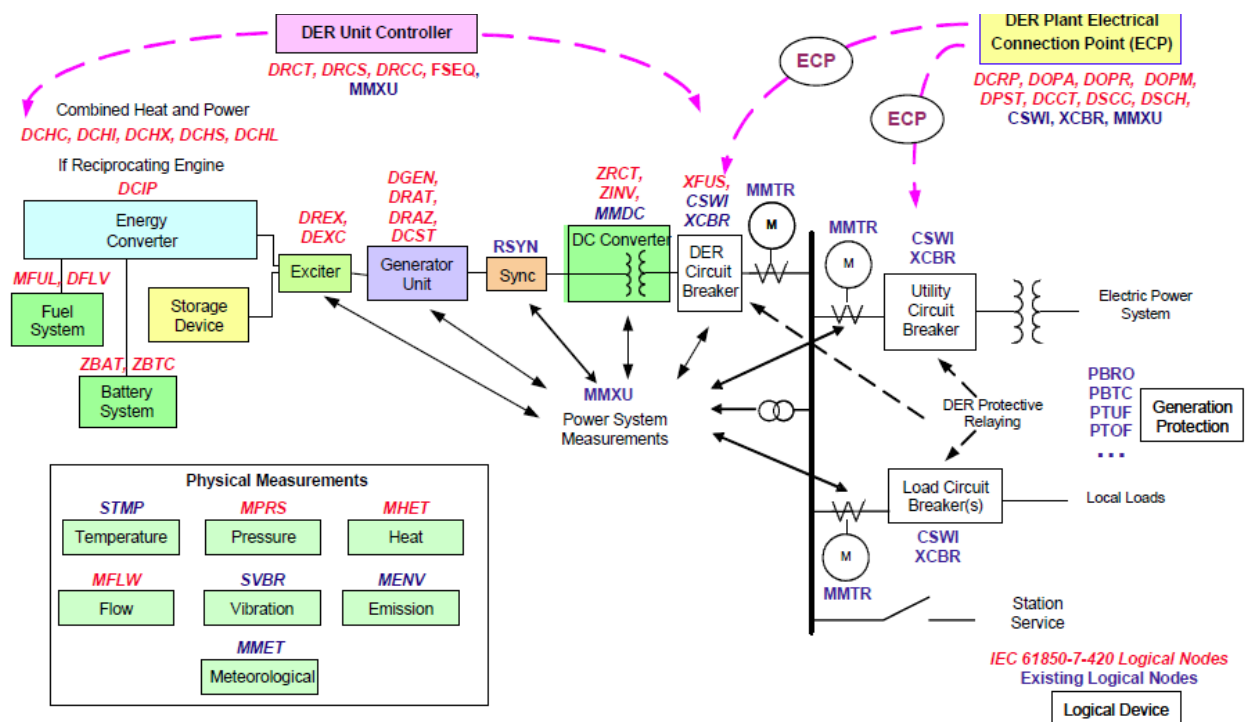 DER Unit Controller
DRCT, DRCS, DRCC, FSEQ,
MMXU
DER Plant Electrical
Connection Point (ECP)
ECP
ECP
DCRP, DOPA, DOPR, DOPM,
DPST, DCCT, DSCC, DSCH,
CSWI, XCBR, MMXU
Combined Heat and Power
DCHC, DCHI, DCHX, DCHS, DCHL
If Reciprocating Engine
DCIP
Energy
Converter
MFUL, DFLV
Fuel
System
Storage
Device
ZBAT, ZBTC
Battery
System
DREX,
DEXC
Exciter
DGEN,
DRAT,
DRAZ,
DCST
Generator
Unit
RSYN
Sync
ZRCT,
ZINV,
MMDC
DC Converter
XFUS,
CSWI
XCBR
DER
Circuit
Breaker
MMTR
M
MMTR
M
CSWI
XCBR
Utility
Circuit
Breaker
Electric Power
System
MMXU
Power System
Measurements
DER Protective
Relaying
PBRO
PBTC
PTUF
PTOF
...
Generation
Protection
Load Circuit
Breaker(s)
Local Loads
CSWI
XCBR
M
MMTR
Station
Service
Physical Measurements
STMP
MPRS
MHET
Temperature
Pressure
Heat
MFLW
SVBR
MENV
Flow
Vibration
Emission
MMET
Meteorological
IEC 61850-7-420 Logical Nodes
Existing Logical Nodes
Logical Device